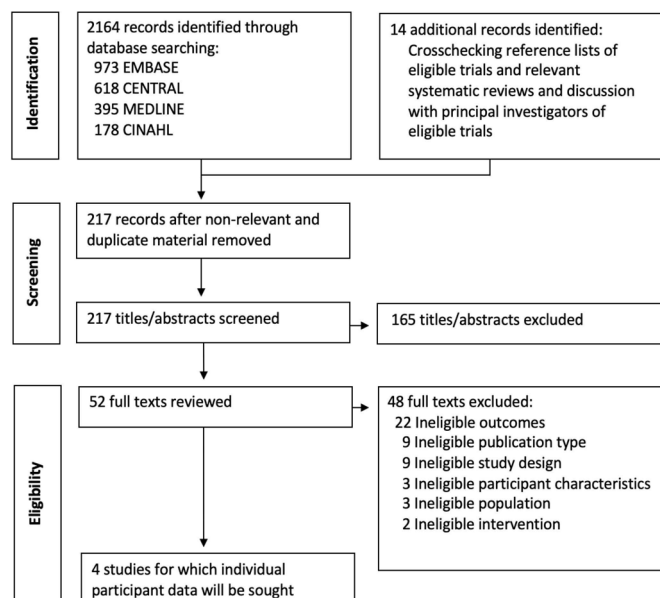 Identification
2164 records identified through
database searching:
973 EMBASE
618 CENTRAL
395 MEDLINE
178 CINAHL
14 additional records identified:
Crosschecking reference lists of
eligible trials and relevant
systematic reviews and discussion
with principal investigators of
eligible trials
Screening
217 records after non-relevant and
duplicate material removed
217 titles/abstracts screened
165 titles/abstracts excluded
Eligibility
52 full texts reviewed
48 full texts excluded:
22 Ineligible outcomes
9 Ineligible publication type
9 Ineligible study design
3 Ineligible participant characteristics
3 Ineligible population
2 Ineligible intervention
4 studies for which individual
participant data will be sought